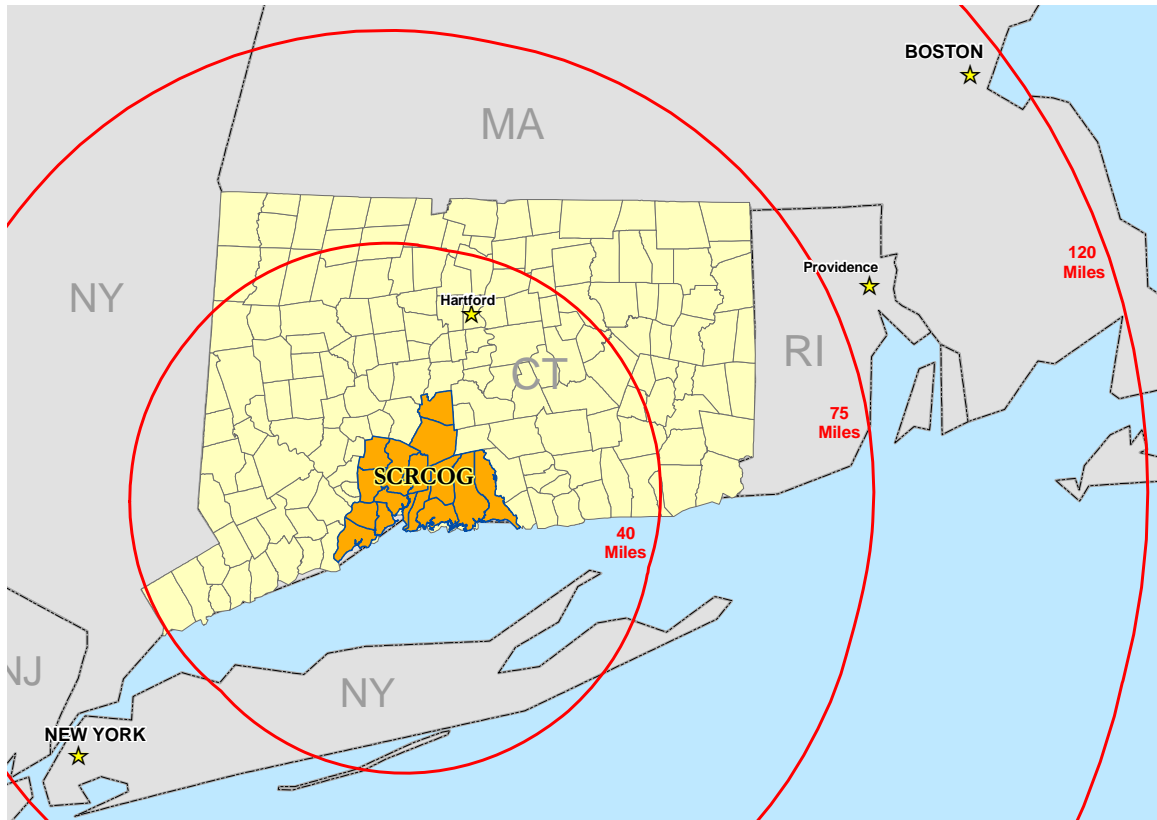 BOSTON
MA
120
Miles
Providence
NY
Hartford
RI
CT
75
Miles
SCRCOG
40
Miles
NJ
NY
NEW YORK